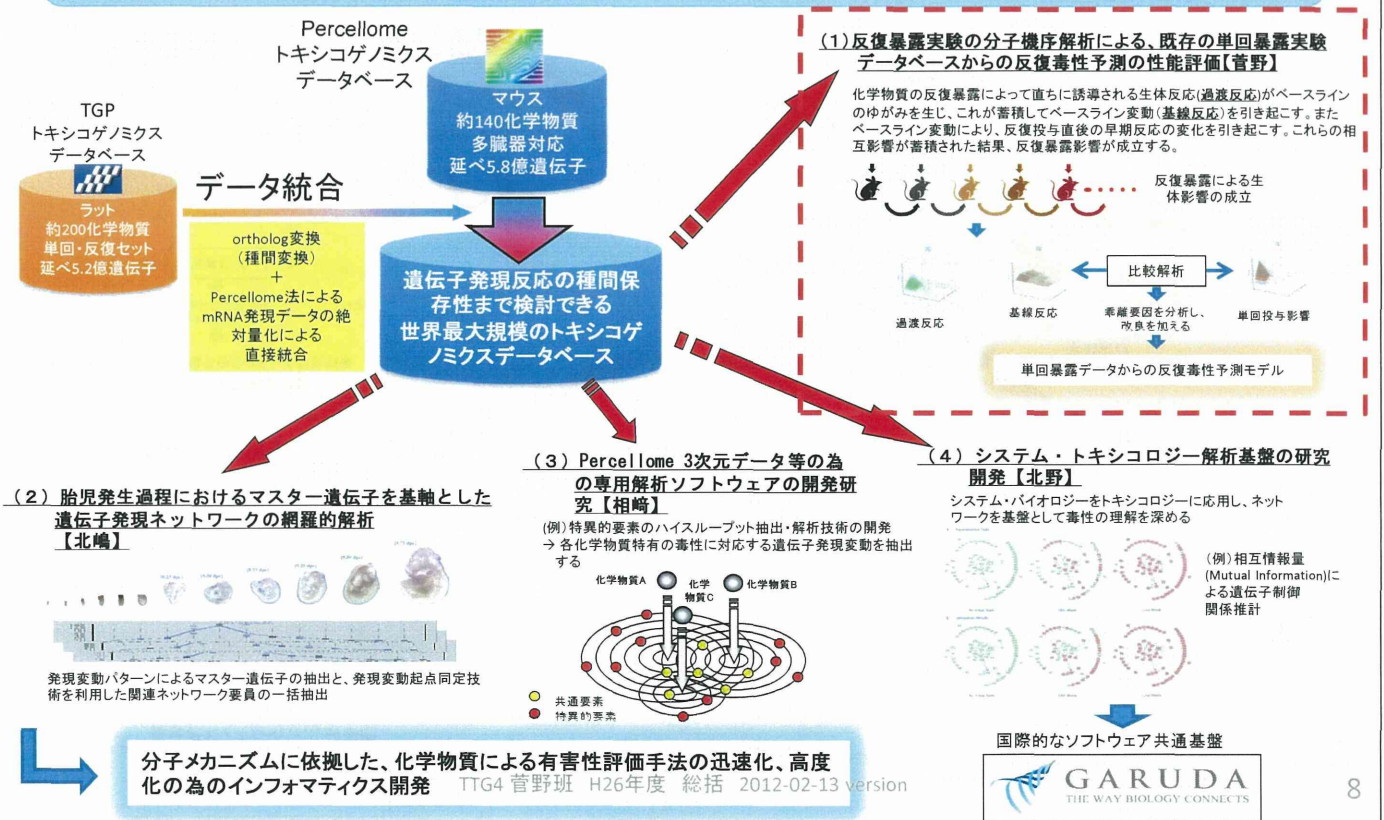 Percellome
トキシコゲノミクス
データベース
マウス
約140化学物質
多臓器対応
延べ5.8億遺伝子
TGP
トキシコゲノミクス
データベース
ラット
約200化学物質
単回・反復セット
延べ5.2億遺伝子
データ統合
ortholog変換
(種間変換)
+
Percellome法による
mRNA発現データの絶
対量化による
直接統合
遺伝子発現反応の種間保
存性まで検討できる
世界最大規模のトキシコゲ
ノミクスデータベース
(1)反復暴露実験の分子機序解析による、既存の単回暴露実験
データベースからの反復毒性予測の性能評価【菅野】
化学物質の反復暴露によって直ちに誘導される生体反応(過渡反応)がベースライン
のゆがみを生じ、これが蓄積してベースライン変動(基線反応)を引き起こす。また
ベースライン変動により、反復投与直後の早期反応の変化を引き起こす。これらの相
互影響が蓄積された結果、反復暴露影響が成立する。
反復暴露による生
体影響の成立
比較解析
過渡反応
基線反応
乖離要因を分析し、
改良を加える
単回投与影響
単回暴露データからの反復毒性予測モデル
(2)胎児発生過程におけるマスター遺伝子を基軸とした
遺伝子発現ネットワークの網羅的解析
【北嶋】
発現変動パターンによるマスター遺伝子の抽出と、発現変動起点同定技
術を利用した関連ネットワーク要員の一括抽出
(3)Percellome 3次元データ等の為
の専用解析ソフトウェアの開発研
究【相﨑】
(例)特異的要素のハイスループット抽出・解析技術の開発
→ 各化学物質特有の毒性に対応する遺伝子発現変動を抽出
する
化学物質A
化学
物質C
化学物質B
共通要素
特異的要素
(4)システム・トキシコロジー解析基盤の研究
開発【北野】
システム・バイオロジーをトキシコロジーに応用し、ネット
ワークを基盤として毒性の理解を深める
(例)相互情報量
(Mutual Information)に
よる遺伝子制御
関係推計
国際的なソフトウェア共通基盤
GARUDA
THE WAY BIOLOGY CONNECTS
分子メカニズムに依拠した、化学物質による有害性評価手法の迅速化、高度
化の為のインフォマティクス開発
TTG4 菅野班 H26年度 総括 2012-02-13 version
8